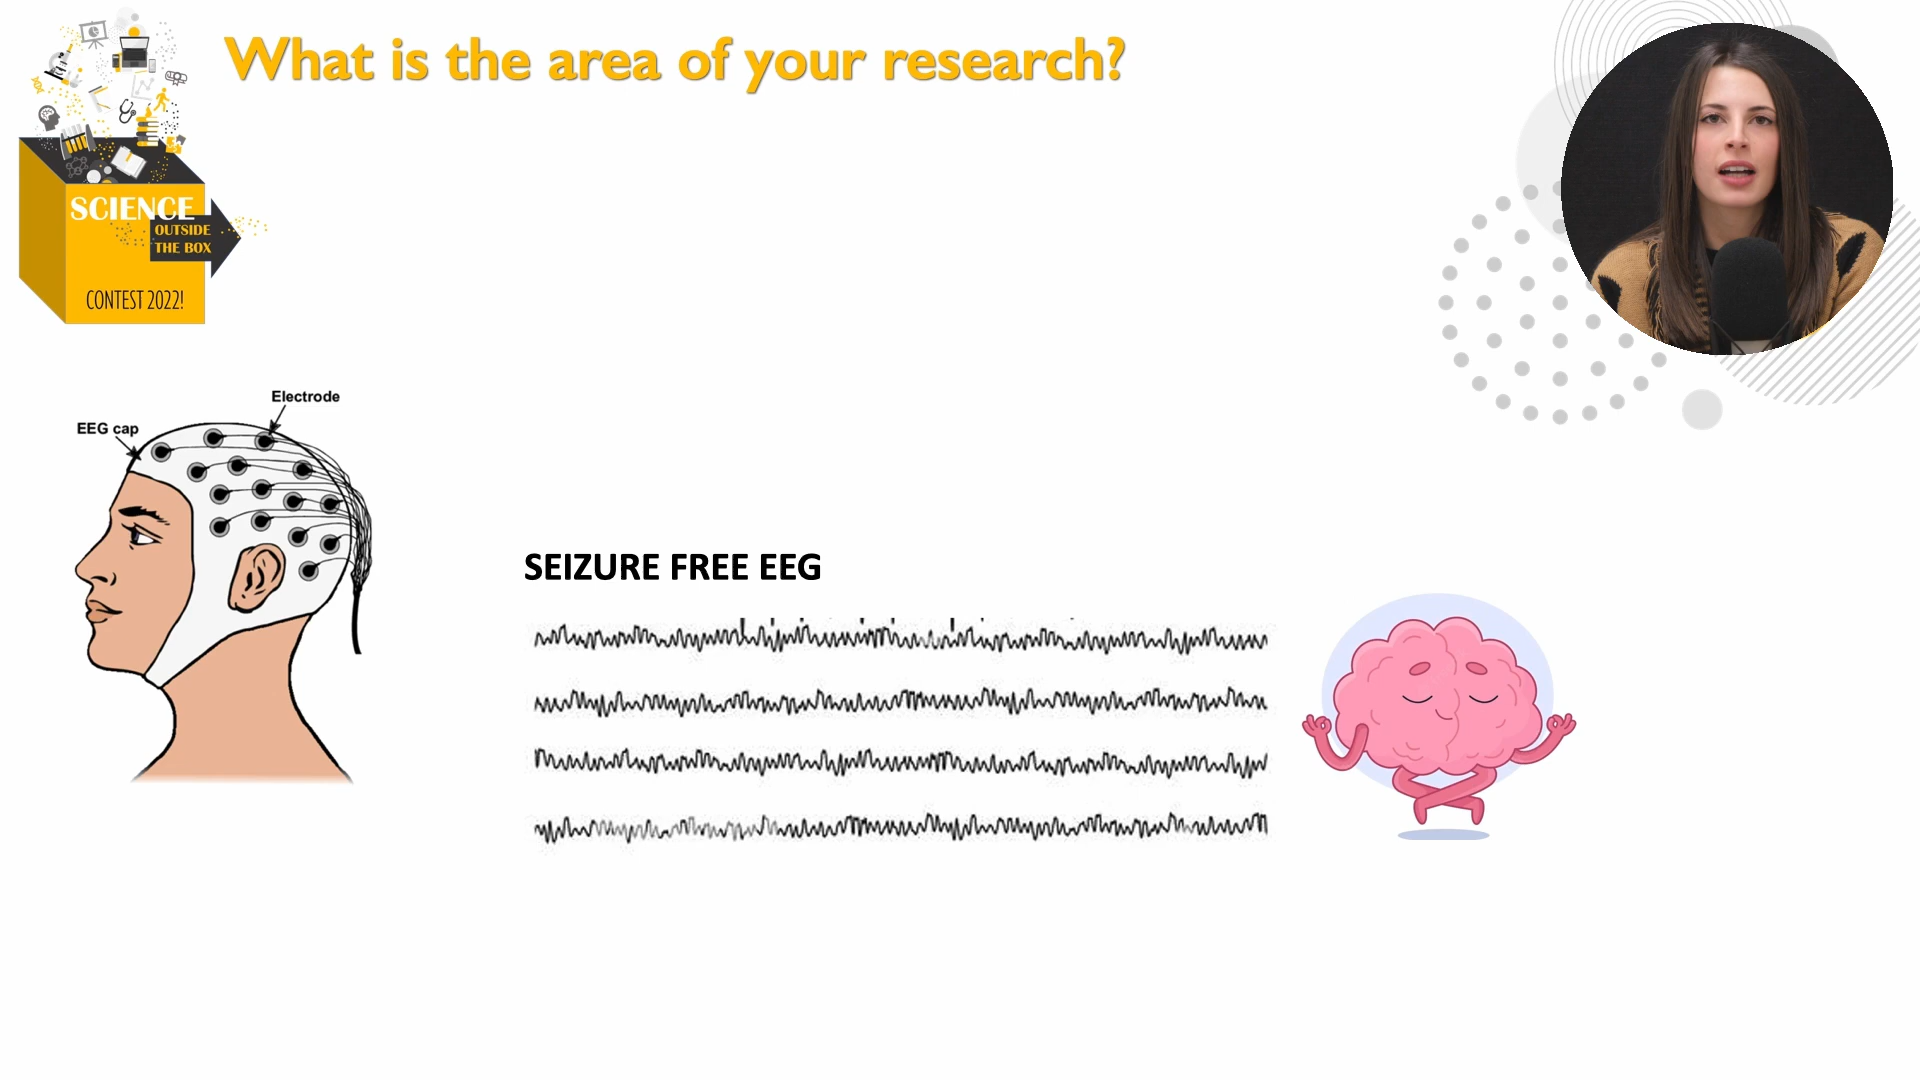 What is the area of your research?
SCIENCE
OUTSIDE
THE BOX
CONTEST 2022!
Electrode
EEG cap
SEIZURE FREE EEG